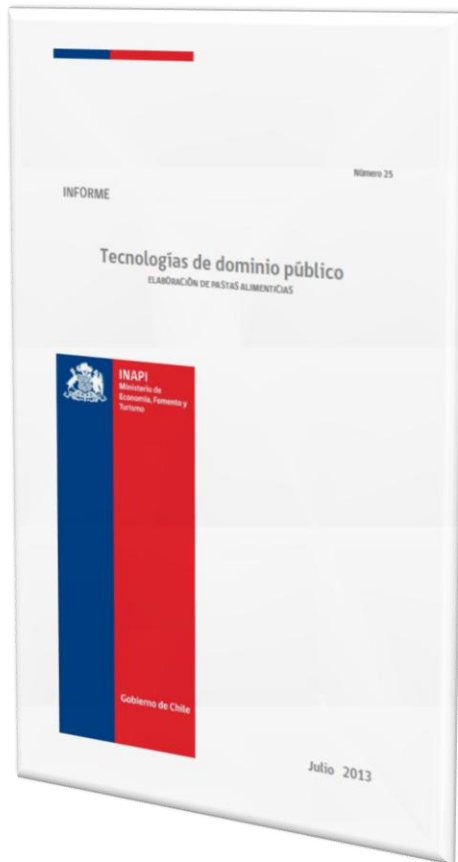 Número 25
INFORME
Tecnologías de dominio público
ELABORACIÓN DE PASTAS ALIMENTICIAS
INAPI
Ministerio de
Economía, Fomento y
Turismo
Gobierno de Chile
Julio 2013